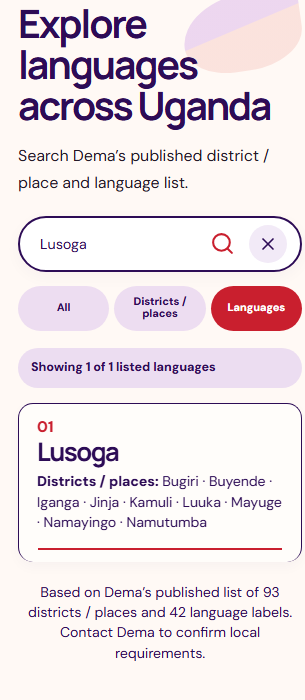 Explore
languages
across Uganda
Search Dema's published district /
place and language list.
Lusoga
All
Districts /
places
Languages
Showing 1 of 1 listed languages
01
Lusoga
Districts / places: Bugiri · Buyende ·
Iganga · Jinja · Kamuli · Luuka · Mayuge
· Namayingo · Namutumba
Based on Dema's published list of 93
districts / places and 42 language labels.
Contact Dema to confirm local
requirements.